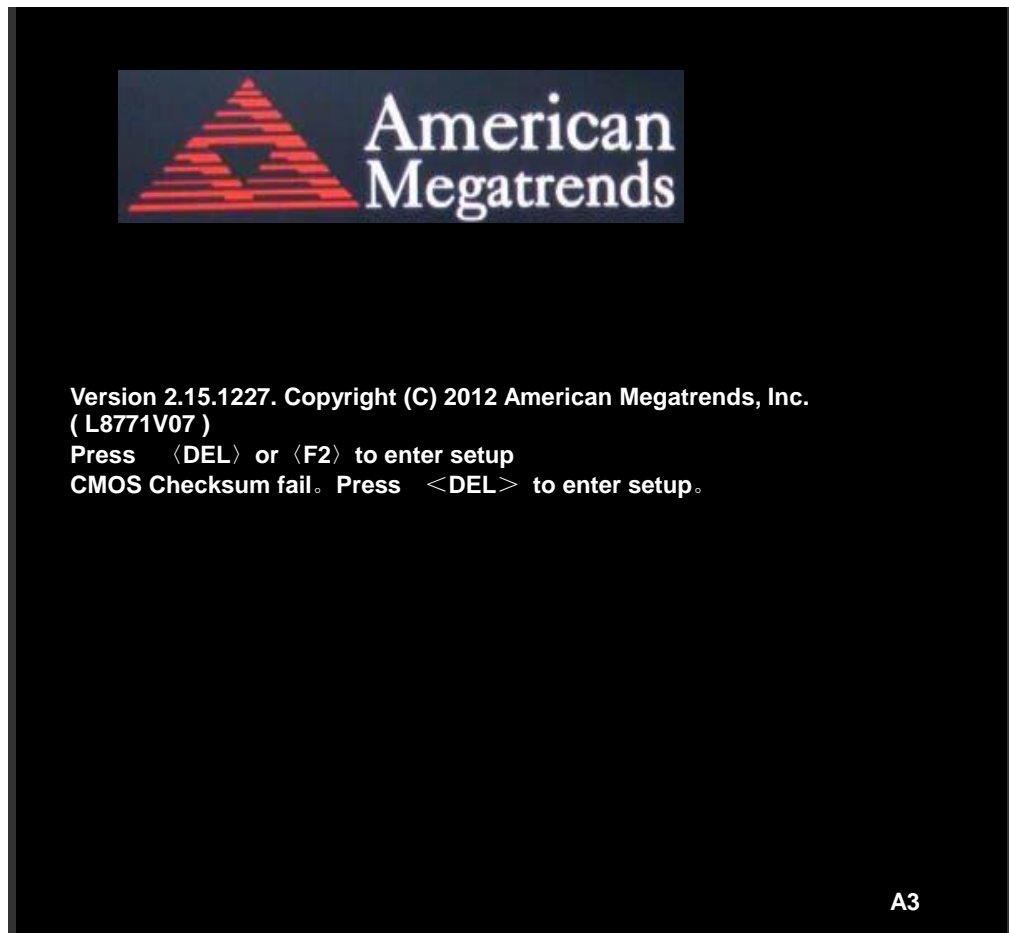 American
Megatrends
Version 2.15.1227. Copyright (C) 2012 American Megatrends, Inc.
( L8771V07 )
Press 〈DEL〉or〈F2〉to enter setup
CMOS Checksum fail。Press ＜DEL＞ to enter setup。
A3